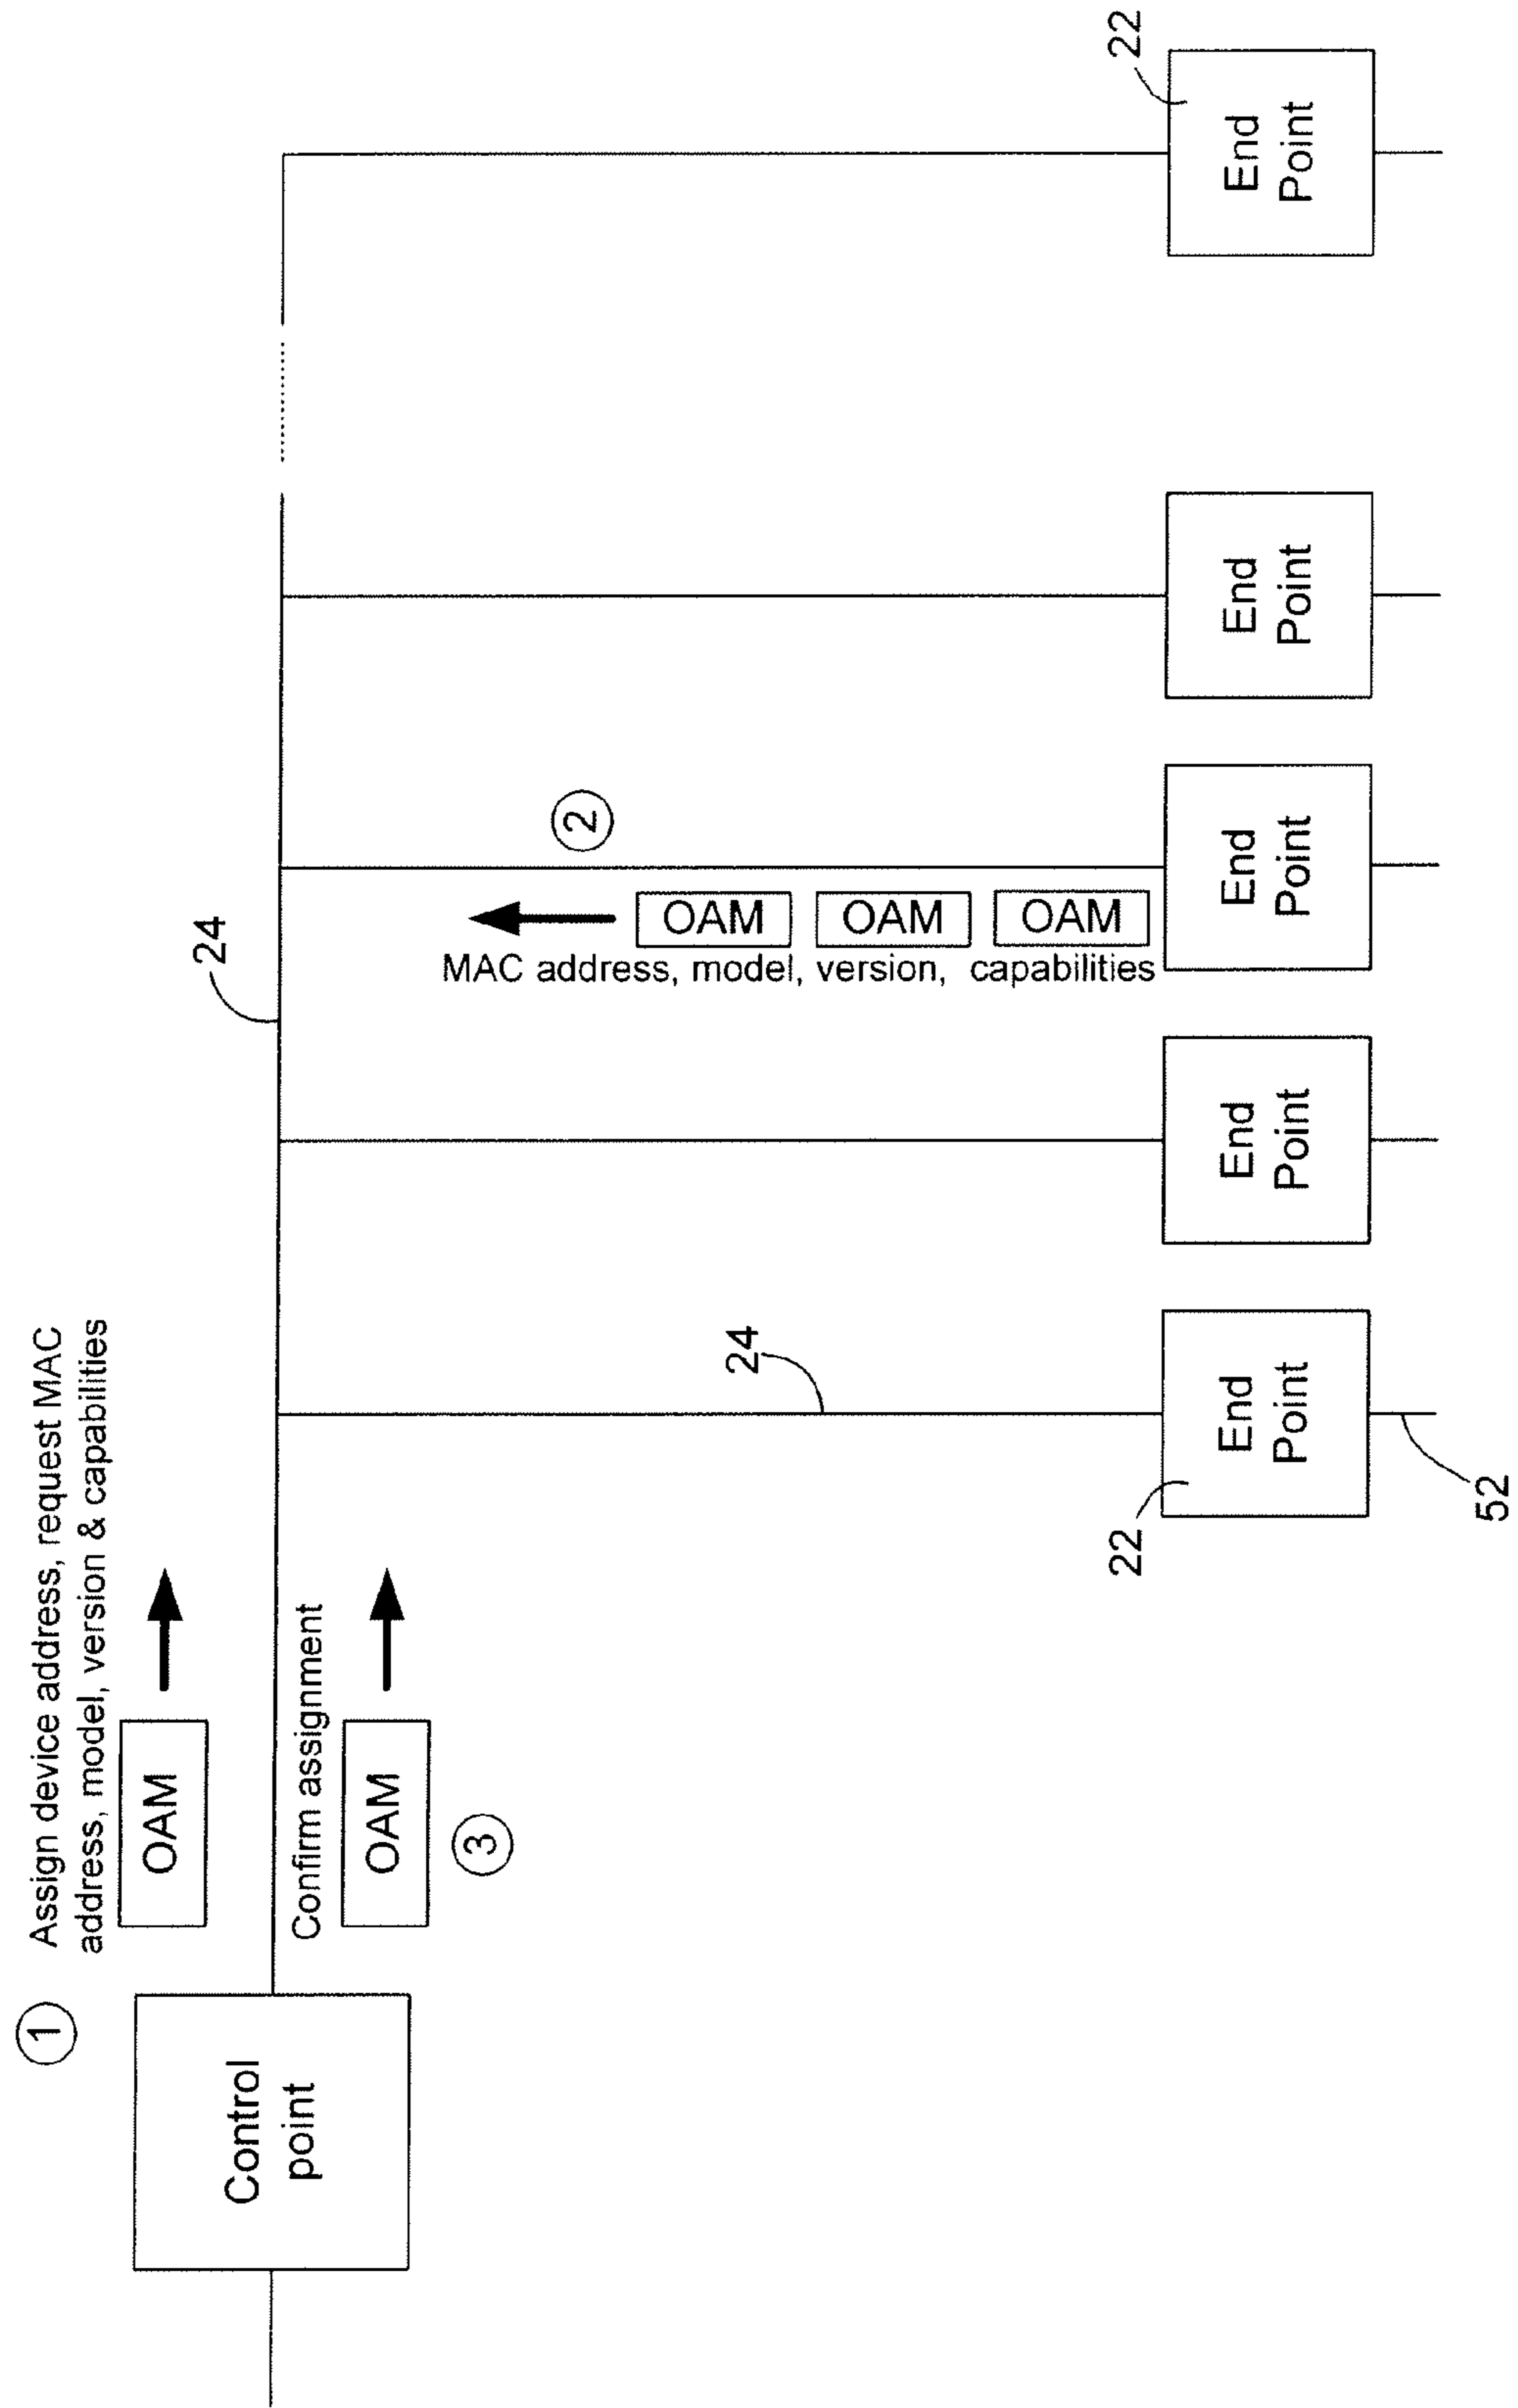 1
Assign device address, request MAC
address, model, version & capabilities
OAM
Control
point
Confirm assignment
OAM
3
24
24
2
OAM
OAM
OAM
MAC address, model, version, capabilities
22
End
Point
52
End
Point
End
Point
End
Point
22
End
Point